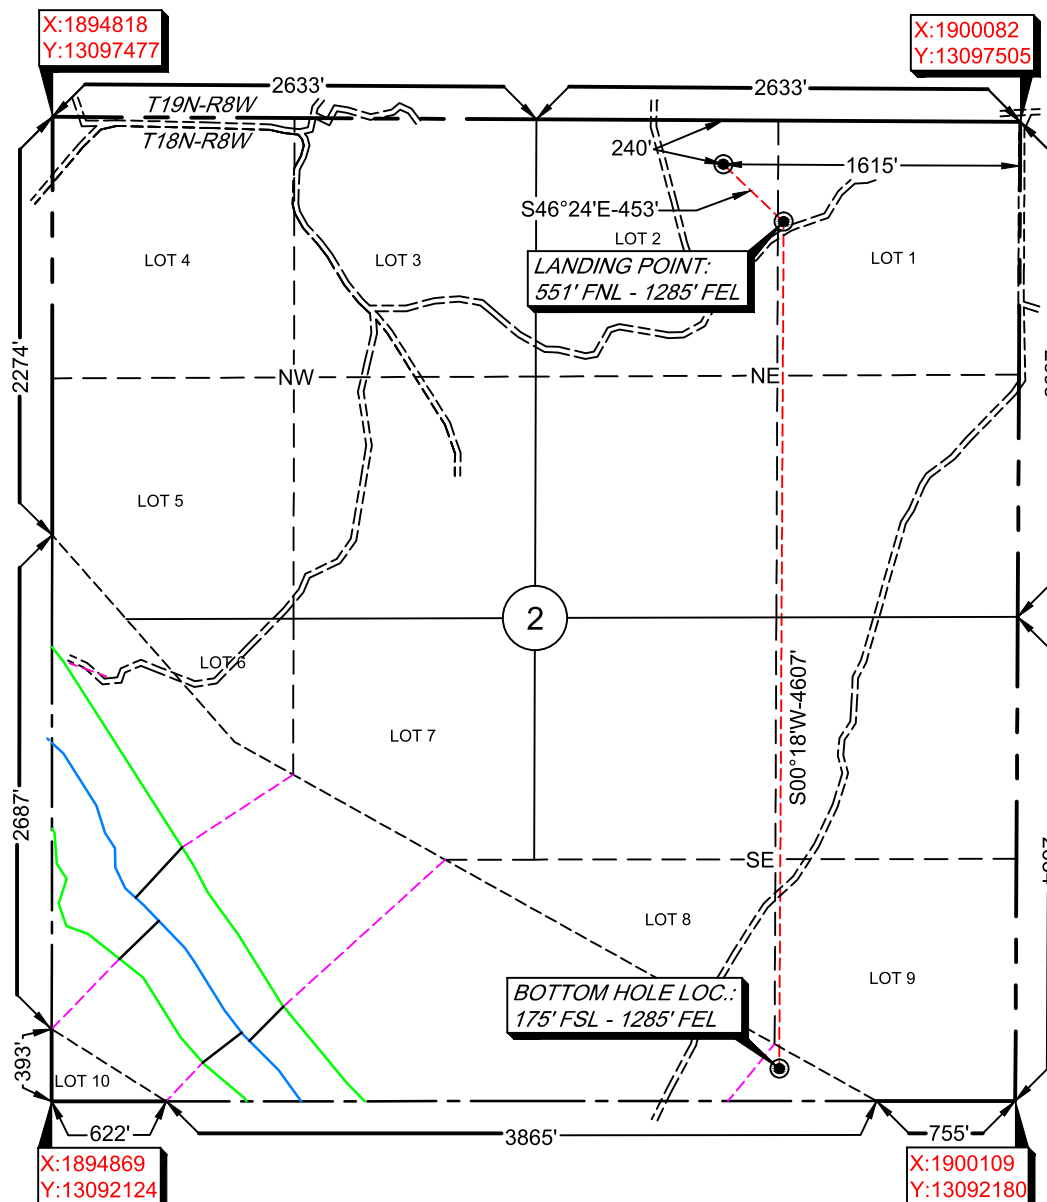 X:1894818
Y:13097477
X:1900082
Y:13097505
2633'
2633'
T19N-R8W
T18N-R8W
240'
1615'
S46°24'E-453'
LOT 4
LOT 3
LOT 2
LOT 1
LANDING POINT:
551' FNL - 1285' FEL
2274'
NW
NE
LOT 5
2
LOT 6
LOT 7
S00°18'W-4607'
2687'
SE
LOT 8
LOT 9
BOTTOM HOLE LOC.:
175' FSL - 1285' FEL
393'
LOT 10
622'
3865'
755'
X:1894869
Y:13092124
X:1900109
Y:13092180